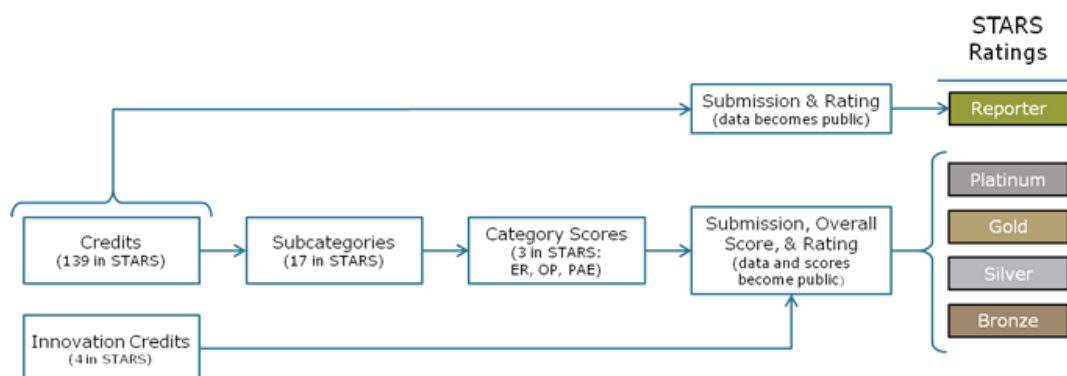 STARS
Ratings
Submission & Rating
(data becomes public)
Reporter
Platinum
Credits
(139 in STARS)
Subcategories
(17 in STARS)
Category Scores
(3 in STARS:
ER, OP, PAE)
Submission, Overall
Score, & Rating
(data and scores
become public)
Gold
Silver
Bronze
Innovation Credits
(4 in STARS)